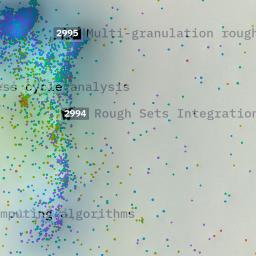 2995 Multi-granulation rough
ess cycle analysis
2994 Rough Sets Integration
mputing algorithms